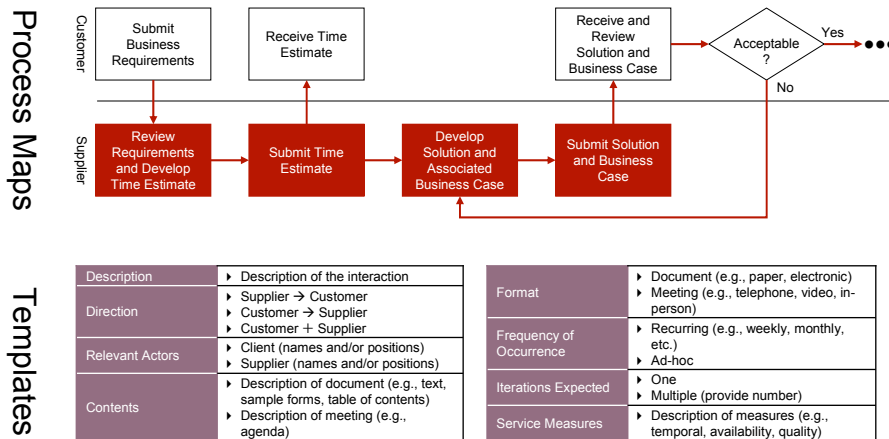 Process Maps
Customer
Submit
Business
Requirements
Receive Time
Estimate
Receive and
Review
Solution and
Business Case
Acceptable
?
Yes
•••
No
Supplier
Review
Requirements
and Develop
Time Estimate
Submit Time
Estimate
Develop
Solution and
Associated
Business Case
Submit Solution
and Business
Case
Templates
Description
Description of the interaction
Direction
Supplier → Customer
Customer → Supplier
Customer + Supplier
Relevant Actors
Client (names and/or positions)
Supplier (names and/or positions)
Contents
Description of document (e.g., text,
sample forms, table of contents)
Description of meeting (e.g.,
agenda)
Format
Document (e.g., paper, electronic)
Meeting (e.g., telephone, video, in-
person)
Frequency of
Occurrence
Recurring (e.g., weekly, monthly,
etc.)
Ad-hoc
Iterations Expected
One
Multiple (provide number)
Service Measures
Description of measures (e.g.,
temporal, availability, quality)